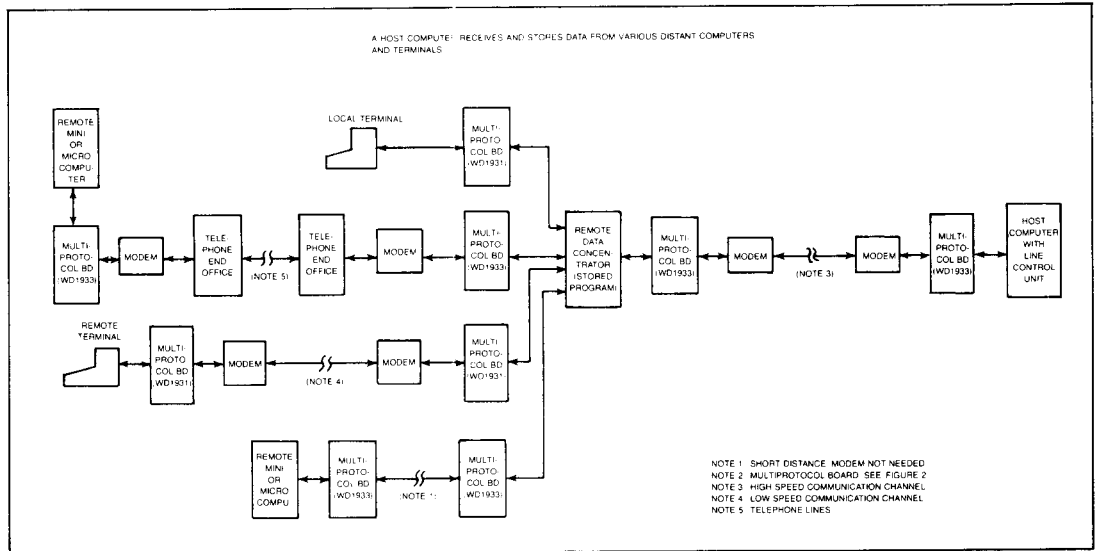 A HOST COMPUTER RECEIVES AND STORES DATA FROM VARIOUS DISTANT COMPUTERS
AND TERMINALS
REMOTE
MINI
OR
MICRO
COMPU-
TER
LOCAL TERMINAL
MULTI-
PROTO
COL BD
(WD1931)
MULTI-
PROTO-
COL BD
(WD1933)
MODEM
TELE-
PHONE
END
OFFICE
(NOTE 5)
TELE-
PHONE
END
OFFICE
MODEM
MULTI-
PROTO-
COL BD
(WD1933)
REMOTE
DATA
CONCEN-
TRATOR
(STORED
PROGRAM)
MULTI-
PROTO-
COL BD
(WD1933)
MODEM
(NOTE 3)
MODEM
MULTI-
PROTO-
COL BD
(WD1933)
HOST
COMPUTER
WITH
LINE
CONTROL
UNIT
REMOTE
TERMINAL
MULTI-
PROTO
COL BD
(WD1931)
MODEM
(NOTE 4)
MODEM
MULTI
PROTO-
COL BD
(WD1931)
REMOTE
MINI
OR
MICRO
COMPU
MULTI-
PROTO-
COL BD
(WD1933)
(NOTE 1)
MULTI-
PROTO-
COL BD
(WD1933)
NOTE 1 SHORT DISTANCE MODEM NOT NEEDED
NOTE 2 MULTIPROTOCOL BOARD SEE FIGURE 2
NOTE 3 HIGH SPEED COMMUNICATION CHANNEL
NOTE 4 LOW SPEED COMMUNICATION CHANNEL
NOTE 5 TELEPHONE LINES